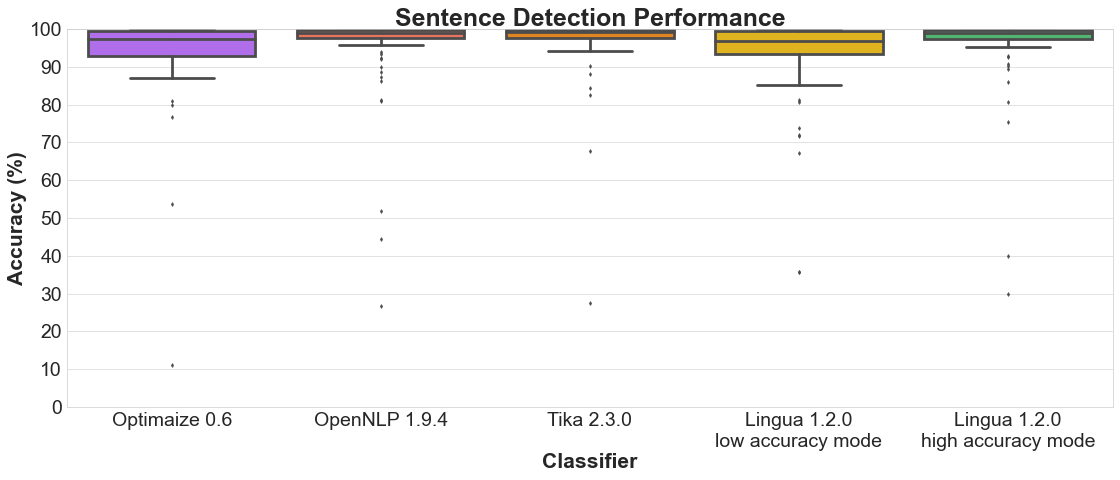 Sentence Detection Performance
Accuracy (%)
100
90
80
70
60
50
40
30
20
10
0
Optimaize 0.6
OpenNLP 1.9.4
Tika 2.3.0
Lingua 1.2.0
low accuracy mode
Lingua 1.2.0
high accuracy mode
Classifier